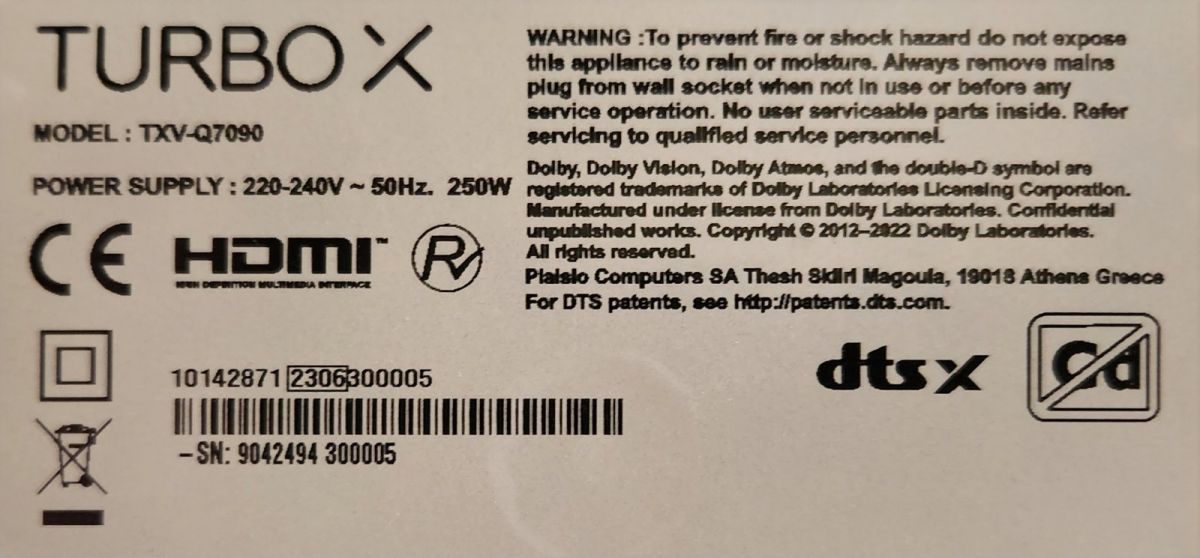 TURBO X
MODEL : TXV-Q7090
POWER SUPPLY : 220-240V ~ 50Hz. 250W
CE HDMI™ RV
HIGH DEFINITION MULTIMEDIA INTERFACE
WARNING :To prevent fire or shock hazard do not expose
this appliance to rain or moisture. Always remove mains
plug from wall socket when not in use or before any
service operation. No user serviceable parts inside. Refer
servicing to qualified service personnel.
Dolby, Dolby Vision, Dolby Atmos, and the double-D symbol are
registered trademarks of Dolby Laboratories Licensing Corporation.
Manufactured under license from Dolby Laboratories. Confidential
unpublished works. Copyright © 2012–2022 Dolby Laboratories.
All rights reserved.
Plaisio Computers SA Thesh Skliri Magoula, 19018 Athens Greece
For DTS patents, see http://patents.dts.com.
10142871 2306300005
–SN: 9042494 300005
dts x
Cd